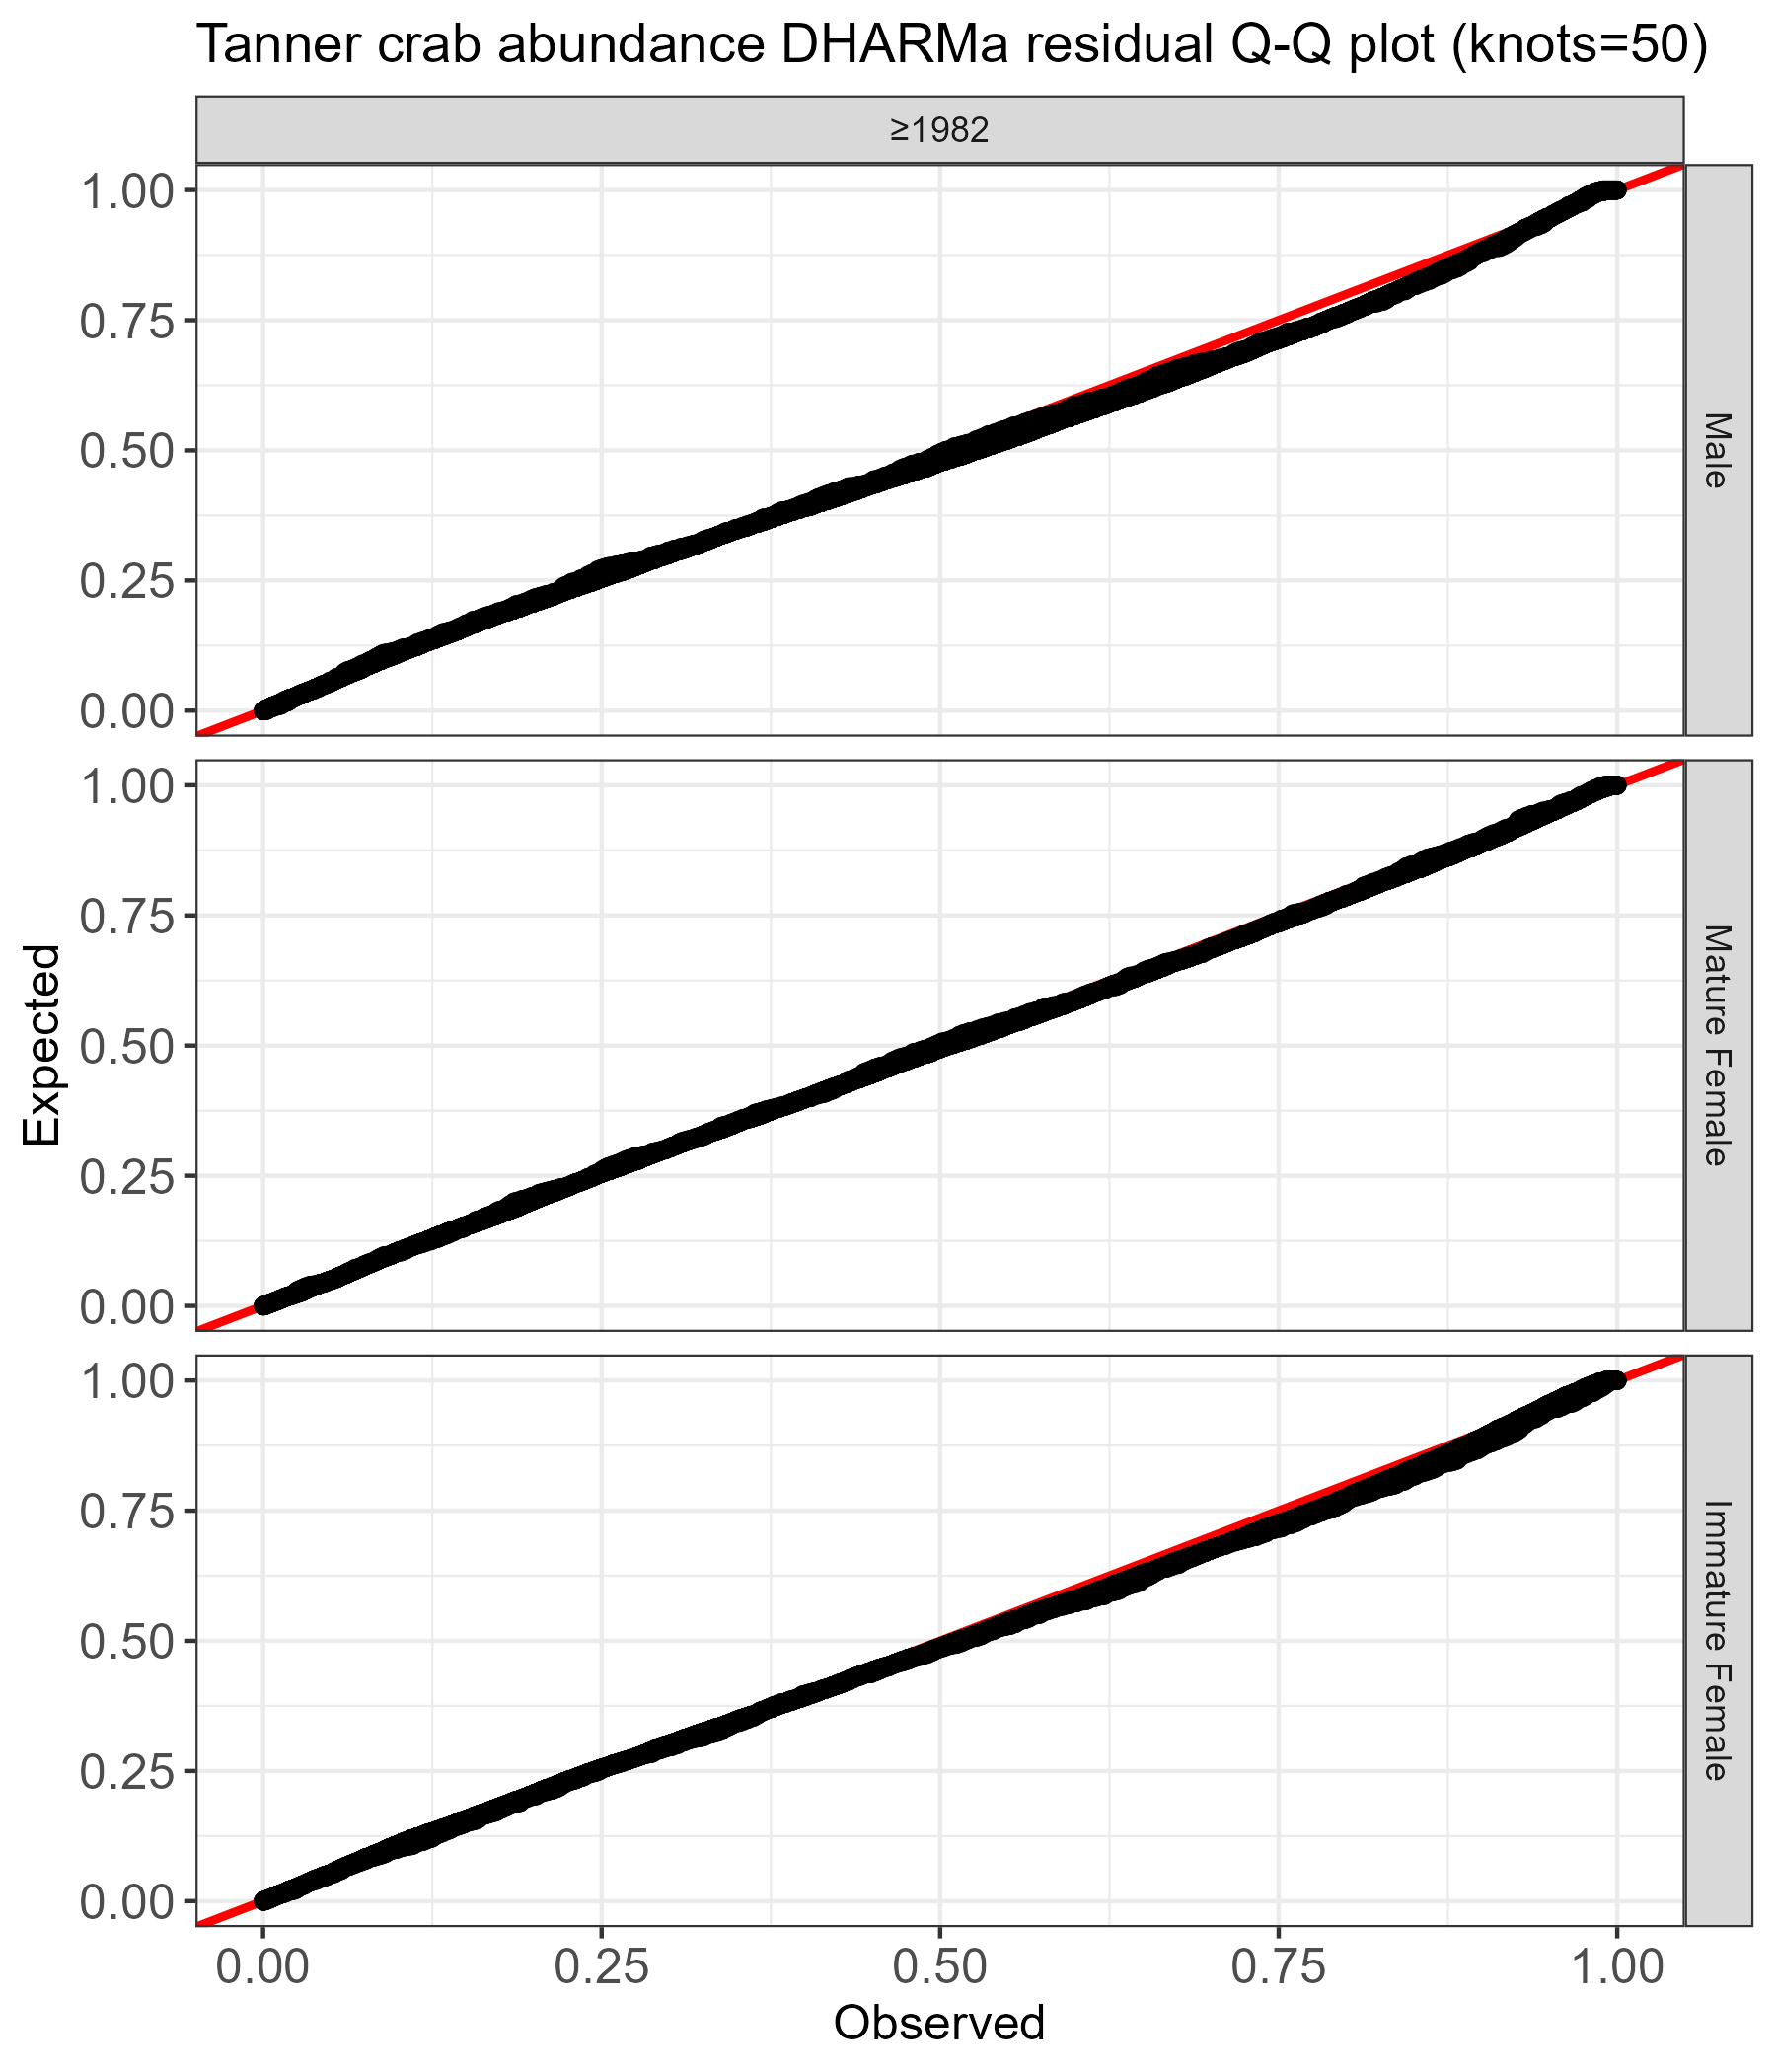 Tanner crab abundance DHARMa residual Q-Q plot (knots=50)
≥1982
1.00
0.75
0.50
0.25
0.00
Male
1.00
0.75
0.50
0.25
0.00
Mature Female
Expected
1.00
0.75
0.50
0.25
0.00
Immature Female
0.00 0.25 0.50 0.75 1.00
Observed